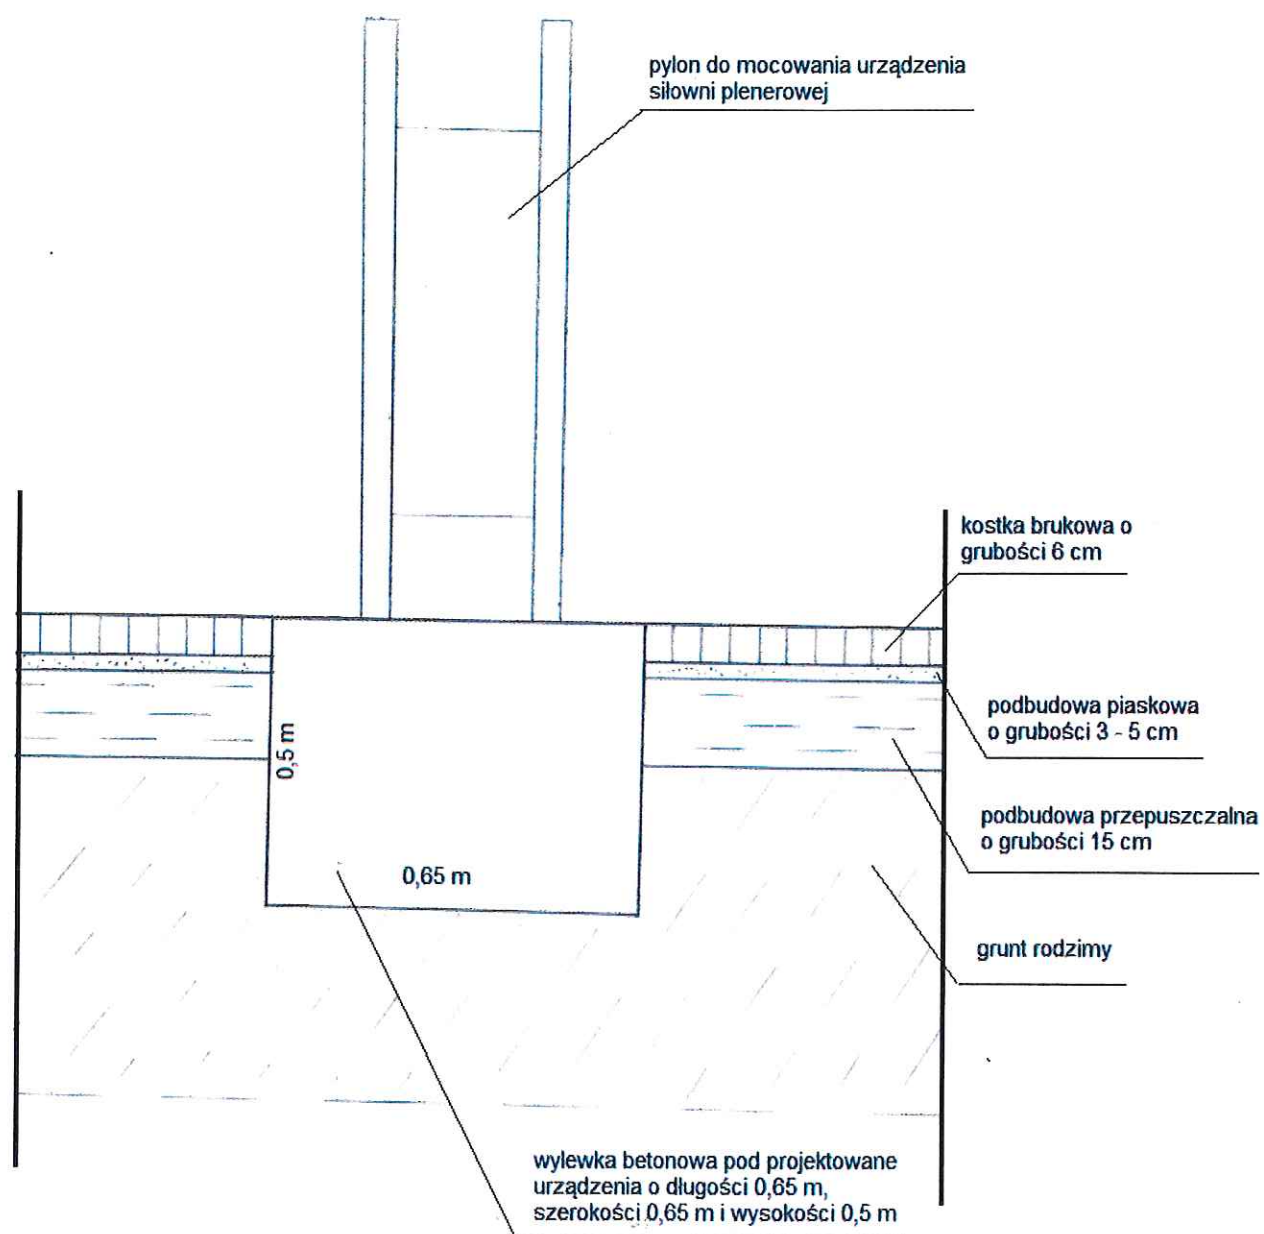 pylon do mocowania urządzenia
siłowni plenerowej
kostka brukowa o
grubości 6 cm
podbudowa piaskowa
o grubości 3 - 5 cm
0,5 m
podbudowa przepuszczalna
o grubości 15 cm
0,65 m
grunt rodzimy
wylewka betonowa pod projektowane
urządzenia o długości 0,65 m,
szerokości 0,65 m i wysokości 0,5 m